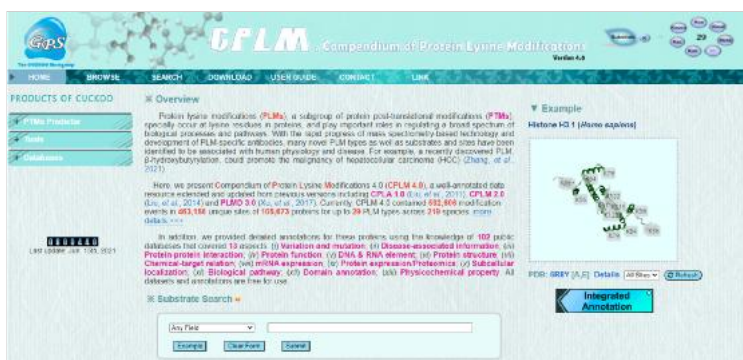 GPS
CPLM . Compendium of Protein Lysine Modifications
Version 4.0
HOME BROWSE SEARCH DOWNLOAD USER GUIDE CONTACT LINK
PRODUCTS OF CUCKOO
PTMs Predictor
Tools
Databases
Last update: Jan. 15th, 2021
※ Overview
Protein lysine modifications (PLMs), a subgroup of protein post-translational modifications (PTMs),
specially occur at lysine residues in proteins, and play important roles in regulating a broad spectrum of
biological processes and pathways. With the rapid progress of mass spectrometry-based technology and
development of PLM-specific antibodies, many novel PLM types as well as substrates and sites have been
identified to be associated with human physiology and disease. For example, a recently discovered PLM,
β-hydroxybutyrylation, could promote the malignancy of hepatocellular carcinoma (HCC) (Zhang, et al.,
2021).
Here, we present Compendium of Protein Lysine Modifications 4.0 (CPLM 4.0), a well-annotated data
resource extended and updated from previous versions including CPLA 1.0 (Liu, et al., 2011), CPLM 2.0
(Liu, et al., 2014) and PLMD 3.0 (Xu, et al., 2017). Currently, CPLM 4.0 contained 592,606 modification
events in 463,156 unique sites of 105,673 proteins for up to 29 PLM types across 219 species. more
details >>>
In addition, we provided detailed annotations for these proteins using the knowledge of 102 public
databases that covered 13 aspects. (i) Variation and mutation, (ii) Disease-associated information, (iii)
Protein-protein interaction, (iv) Protein function, (v) DNA & RNA element, (vi) Protein structure, (vii)
Chemical-target relation, (viii) mRNA expression, (ix) Protein expression/Proteomics, (x) Subcellular
localization, (xi) Biological pathway, (xii) Domain annotation, (xiii) Physicochemical property. All
datasets and annotations are free for use.
※ Substrate Search
Any Field
Example Clear Form Submit
▼ Example
Histone H3.1 (Homo sapiens)
Details All Sites Refresh
Integrated
Annotation